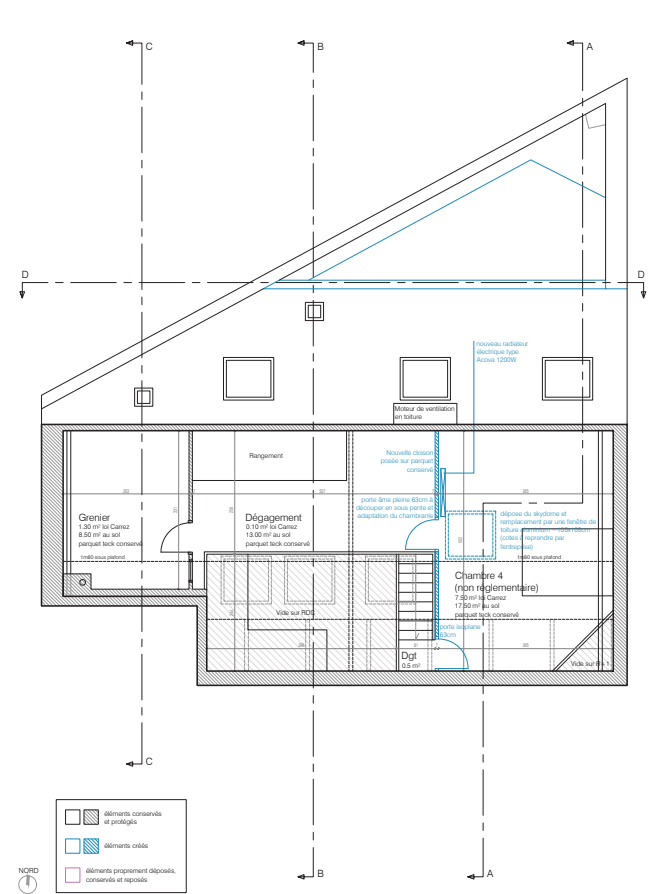 C
B
A
D
D
nouveau radiateur
électrique type
Acova 1200W
Moteur de ventilation
en toiture
Rangement
Nouvelle cloison
posée sur parquet
conservé
porte âme pleine 63cm à
découper en sous pente et
adaptation du chambranle
Grenier
1.30 m² loi Carrez
8.50 m² au sol
parquet teck conservé
Dégagement
0.10 m² loi Carrez
13.00 m² au sol
parquet teck conservé
dépose du skydome et
remplacement par une fenêtre de
(cotes à reprendre par
l'entreprise)
1m80 sous plafond
1m80 sous plafond
Chambre 4
(non règlementaire)
7.50 m² loi Carrez
17.50 m² au sol
parquet teck conservé
Vide sur RDC
porte isoplane
63cm
Dgt
0.5 m²
Vide sur R+1
C
B
A
éléments conservés
et protégés
éléments créés
éléments proprement déposés,
conservés et reposés
NORD